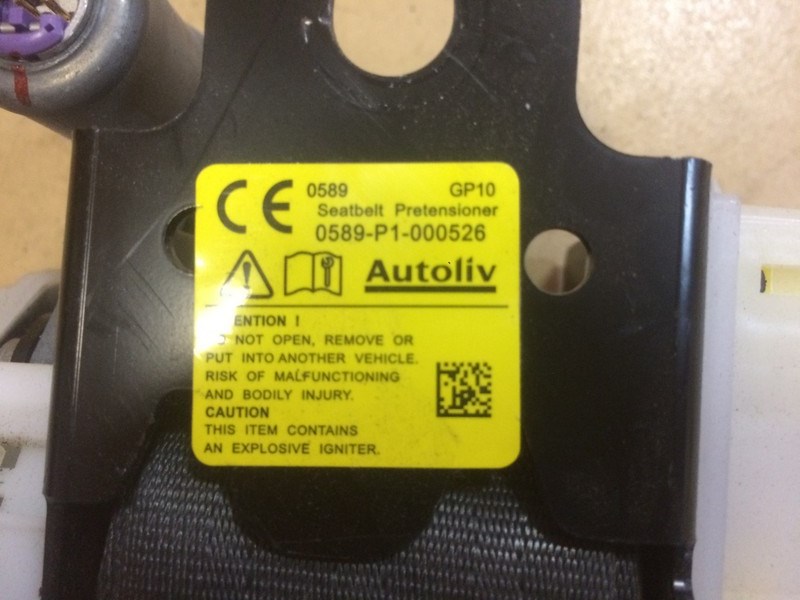 CE 0589 GP10
Seatbelt Pretensioner
0589-P1-000526
Autoliv
ENTION !
NOT OPEN, REMOVE OR
PUT INTO ANOTHER VEHICLE.
RISK OF MALFUNCTIONING
AND BODILY INJURY.
CAUTION
THIS ITEM CONTAINS
AN EXPLOSIVE IGNITER.